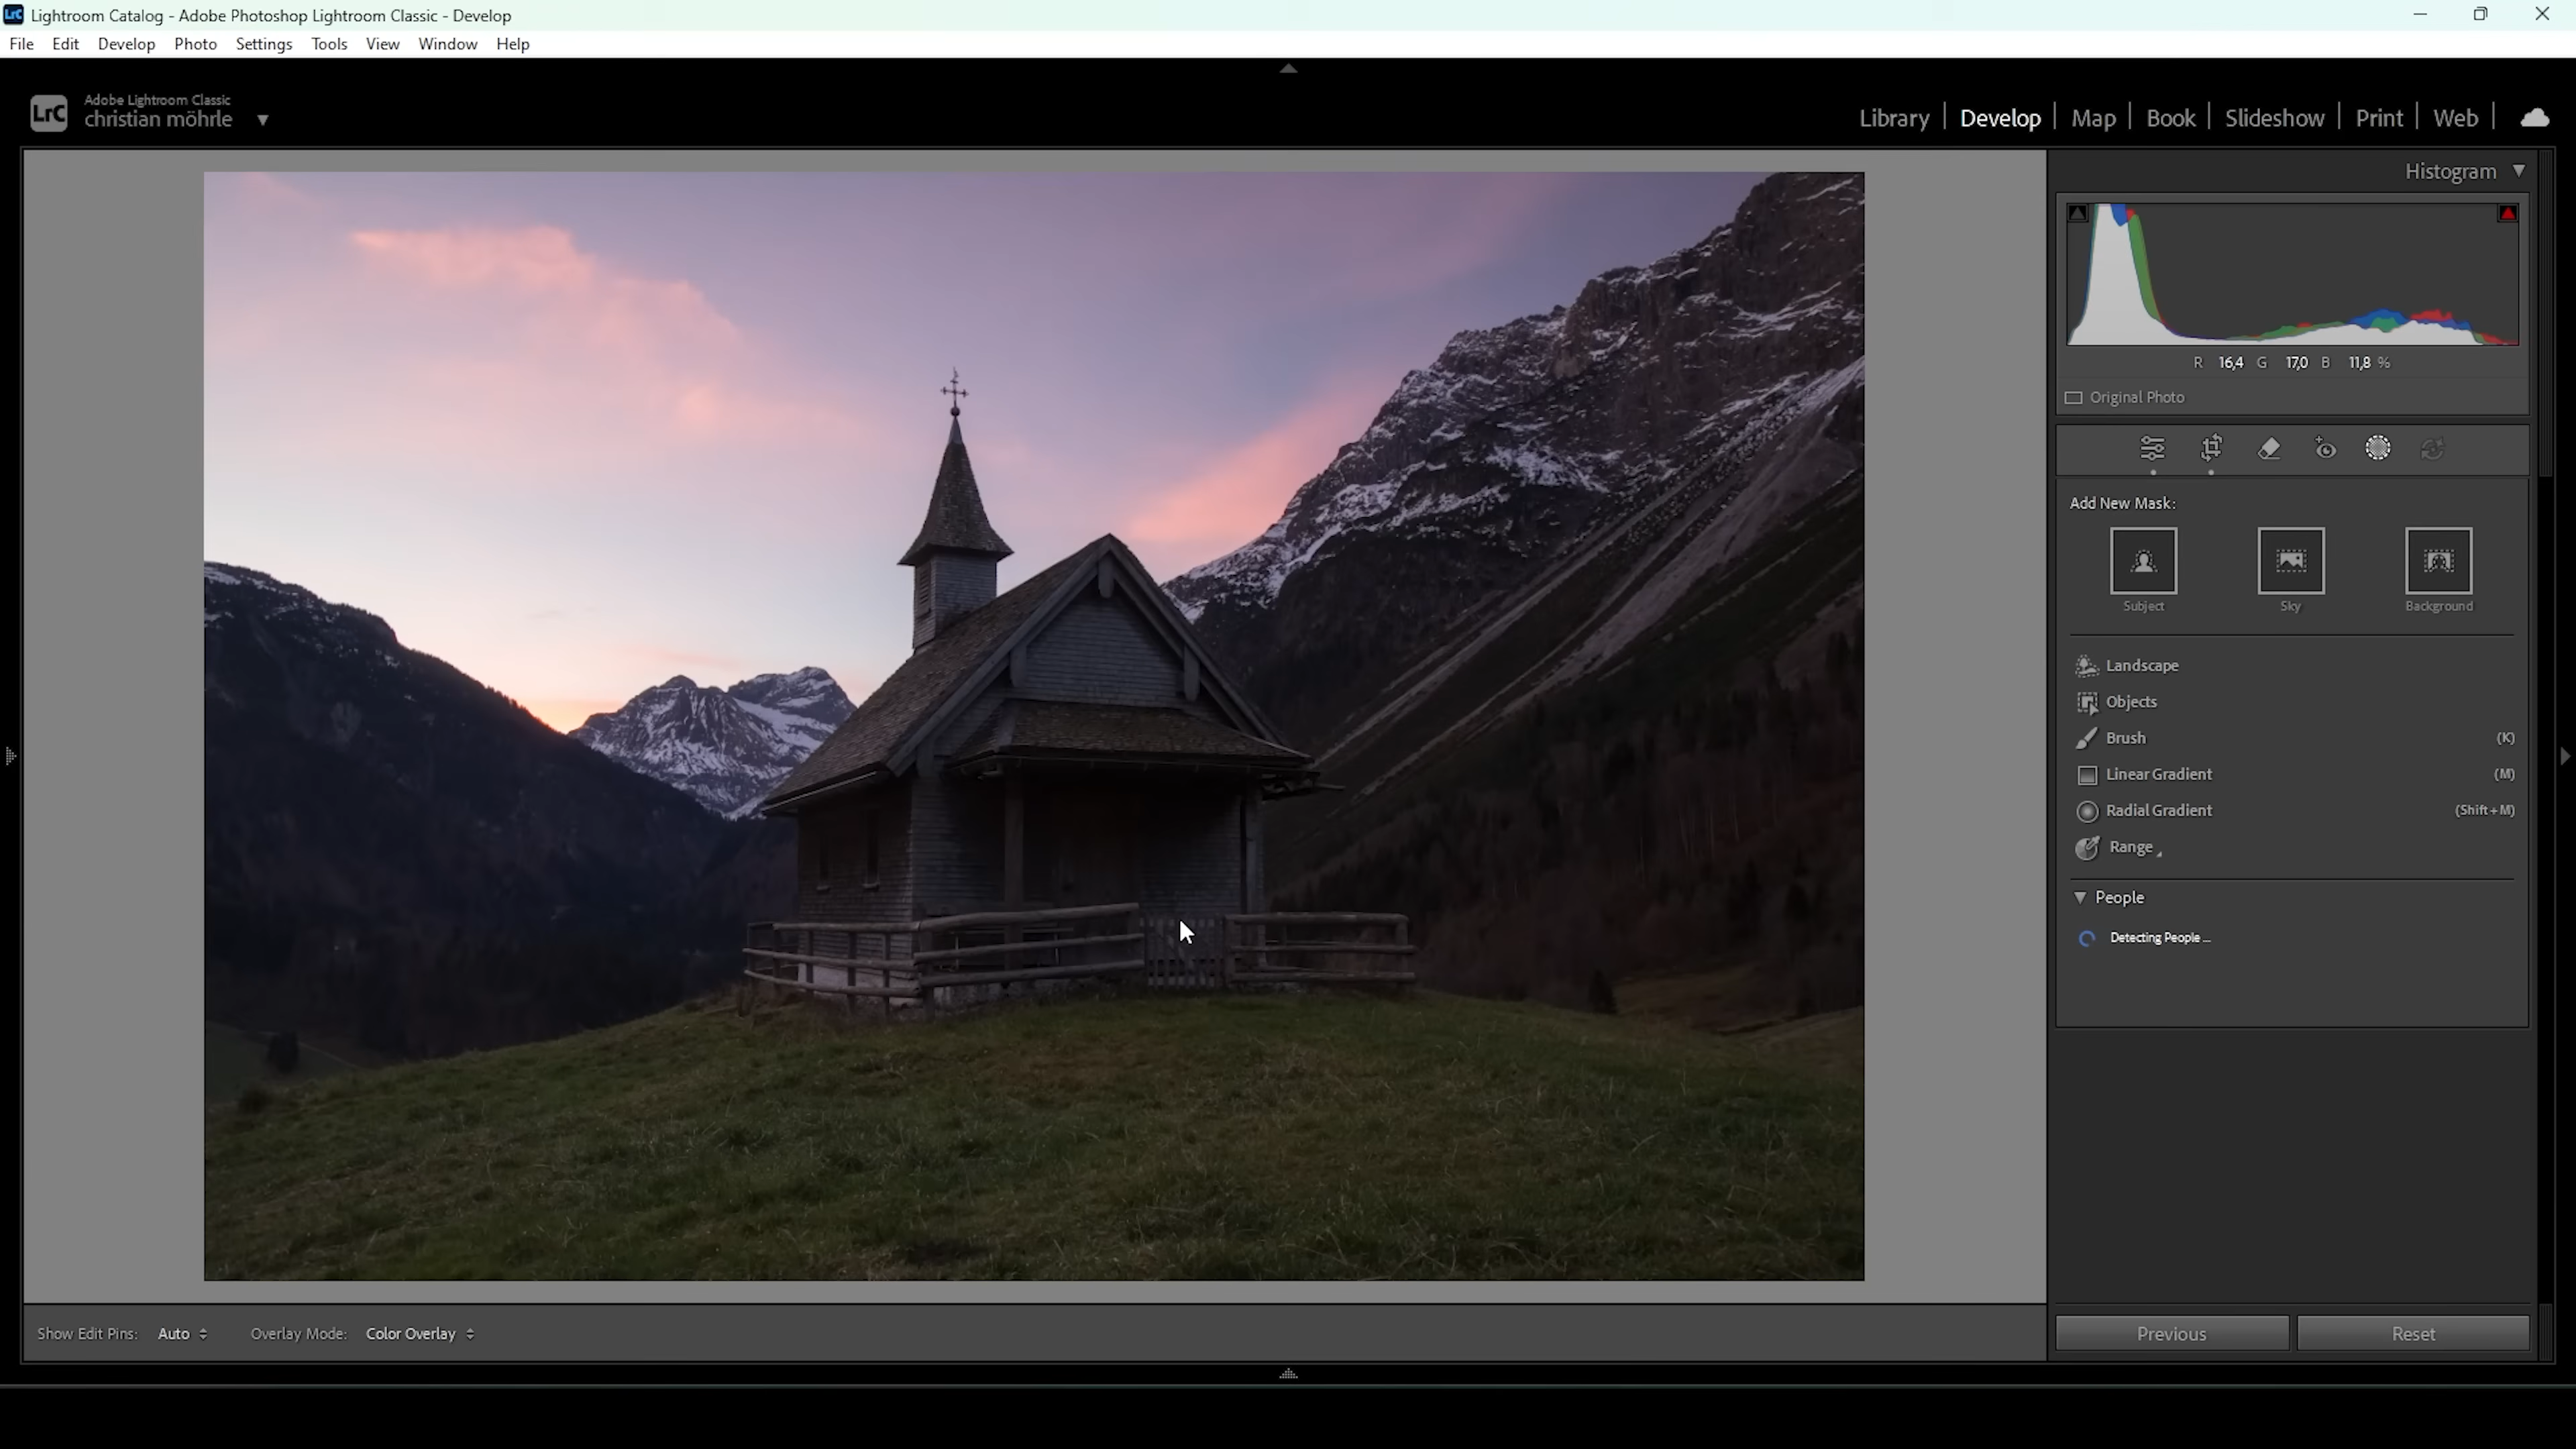 LrC Lightroom Catalog - Adobe Photoshop Lightroom Classic - Develop
File Edit Develop Photo Settings Tools View Window Help
LrC
Adobe Lightroom Classic
christian möhrle
Library | Develop | Map | Book | Slideshow | Print | Web |
Histogram
R 16,4 G 17,0 B 11,8 %
Original Photo
Add New Mask:
Subject Sky Background
Landscape
Objects
Brush (K)
Linear Gradient (M)
Radial Gradient (Shift+M)
Range
People
Detecting People ...
Show Edit Pins: Auto Overlay Mode: Color Overlay
Previous Reset